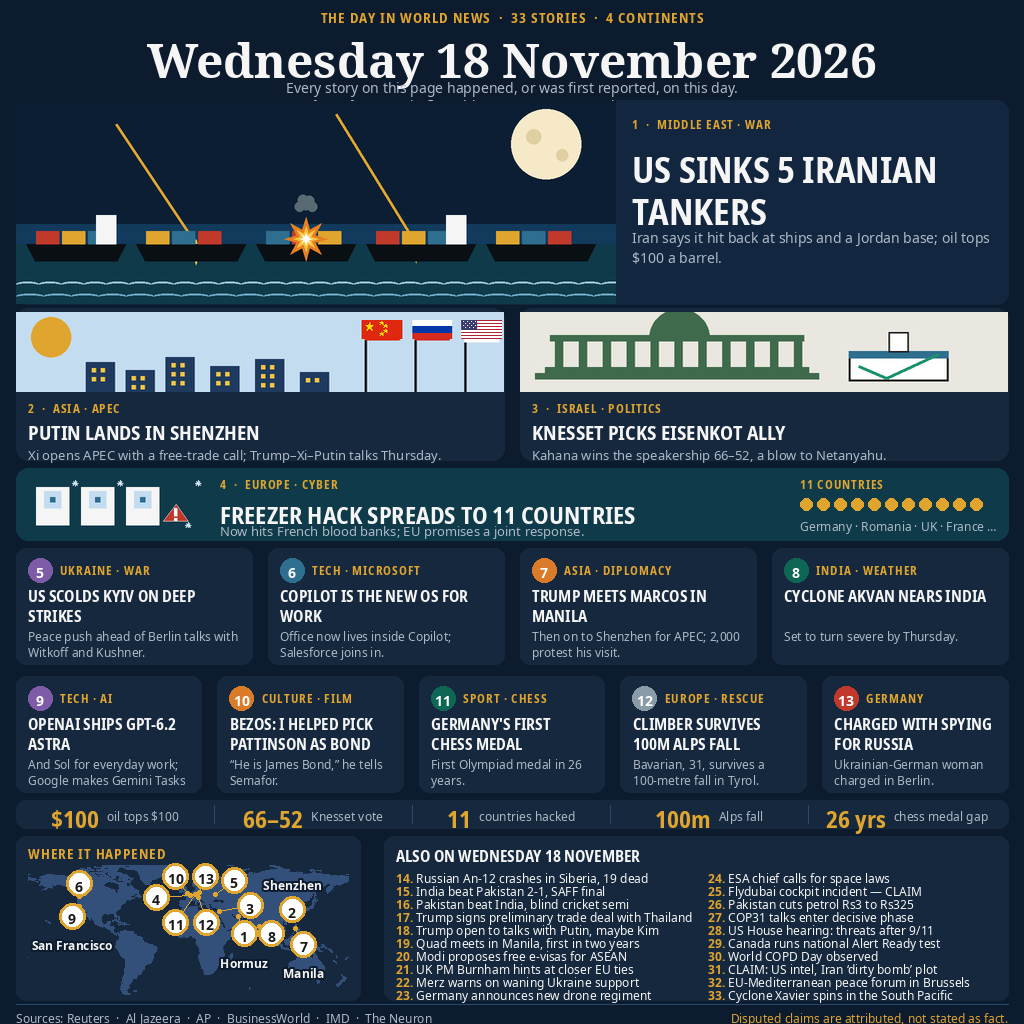 THE DAY IN WORLD NEWS · 33 STORIES · 4 CONTINENTS
Wednesday 18 November 2026
Every story on this page happened, or was first reported, on this day.
1 · MIDDLE EAST · WAR
US SINKS 5 IRANIAN
TANKERS
Iran says it hit back at ships and a Jordan base; oil tops
$100 a barrel.
2 · ASIA · APEC
PUTIN LANDS IN SHENZHEN
Xi opens APEC with a free-trade call; Trump–Xi–Putin talks Thursday.
3 · ISRAEL · POLITICS
KNESSET PICKS EISENKOT ALLY
Kahana wins the speakership 66–52, a blow to Netanyahu.
4 · EUROPE · CYBER
FREEZER HACK SPREADS TO 11 COUNTRIES
Now hits French blood banks; EU promises a joint response.
11 COUNTRIES
Germany · Romania · UK · France ...
5 UKRAINE · WAR
US SCOLDS KYIV ON DEEP
STRIKES
Peace push ahead of Berlin talks with
Witkoff and Kushner.
6 TECH · MICROSOFT
COPILOT IS THE NEW OS FOR
WORK
Office now lives inside Copilot;
Salesforce joins in.
7 ASIA · DIPLOMACY
TRUMP MEETS MARCOS IN
MANILA
Then on to Shenzhen for APEC; 2,000
protest his visit.
8 INDIA · WEATHER
CYCLONE AKVAN NEARS INDIA
Set to turn severe by Thursday.
9 TECH · AI
OPENAI SHIPS GPT-6.2
ASTRA
And Sol for everyday work;
Google makes Gemini Tasks
10 CULTURE · FILM
BEZOS: I HELPED PICK
PATTINSON AS BOND
“He is James Bond,” he tells
Semafor.
11 SPORT · CHESS
GERMANY'S FIRST
CHESS MEDAL
First Olympiad medal in 26
years.
12 EUROPE · RESCUE
CLIMBER SURVIVES
100M ALPS FALL
Bavarian, 31, survives a
100-metre fall in Tyrol.
13 GERMANY
CHARGED WITH SPYING
FOR RUSSIA
Ukrainian-German woman
charged in Berlin.
$100 oil tops $100
66–52 Knesset vote
11 countries hacked
100m Alps fall
26 yrs chess medal gap
WHERE IT HAPPENED
10 13 5
6 4 3 2
Shenzhen
9 11 12 1 8 7
San Francisco
Hormuz
Manila
ALSO ON WEDNESDAY 18 NOVEMBER
14. Russian An-12 crashes in Siberia, 19 dead
15. India beat Pakistan 2-1, SAFF final
16. Pakistan beat India, blind cricket semi
17. Trump signs preliminary trade deal with Thailand
18. Trump open to talks with Putin, maybe Kim
19. Quad meets in Manila, first in two years
20. Modi proposes free e-visas for ASEAN
21. UK PM Burnham hints at closer EU ties
22. Merz warns on waning Ukraine support
23. Germany announces new drone regiment
24. ESA chief calls for space laws
25. Flydubai cockpit incident — CLAIM
26. Pakistan cuts petrol Rs3 to Rs325
27. COP31 talks enter decisive phase
28. US House hearing: threats after 9/11
29. Canada runs national Alert Ready test
30. World COPD Day observed
31. CLAIM: US intel, Iran ‘dirty bomb’ plot
32. EU-Mediterranean peace forum in Brussels
33. Cyclone Xavier spins in the South Pacific
Sources: Reuters · Al Jazeera · AP · BusinessWorld · IMD · The Neuron
Disputed claims are attributed, not stated as fact.